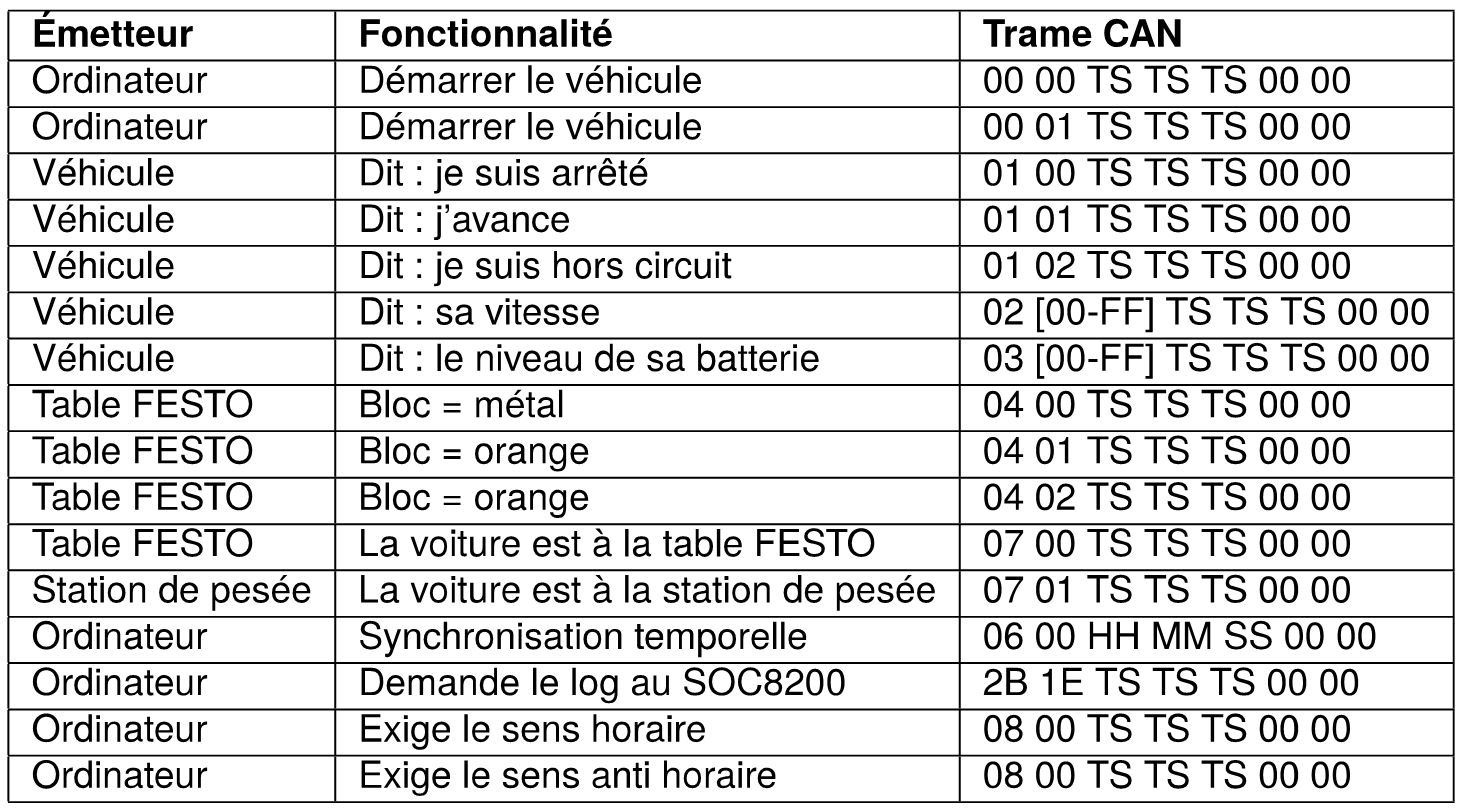 Émetteur Fonctionnalité Trame CAN
Ordinateur Démarrer le véhicule 00 00 TS TS TS 00 00
Ordinateur Démarrer le véhicule 00 01 TS TS TS 00 00
Véhicule Dit : je suis arrêté 01 00 TS TS TS 00 00
Véhicule Dit : j'avance 01 01 TS TS TS 00 00
Véhicule Dit : je suis hors circuit 01 02 TS TS TS 00 00
Véhicule Dit : sa vitesse 02 [00-FF] TS TS TS 00 00
Véhicule Dit : le niveau de sa batterie 03 [00-FF] TS TS TS 00 00
Table FESTO Bloc = métal 04 00 TS TS TS 00 00
Table FESTO Bloc = orange 04 01 TS TS TS 00 00
Table FESTO Bloc = orange 04 02 TS TS TS 00 00
Table FESTO La voiture est à la table FESTO 07 00 TS TS TS 00 00
Station de pesée La voiture est à la station de pesée 07 01 TS TS TS 00 00
Ordinateur Synchronisation temporelle 06 00 HH MM SS 00 00
Ordinateur Demande le log au SOC8200 2B 1E TS TS TS 00 00
Ordinateur Exige le sens horaire 08 00 TS TS TS 00 00
Ordinateur Exige le sens anti horaire 08 00 TS TS TS 00 00